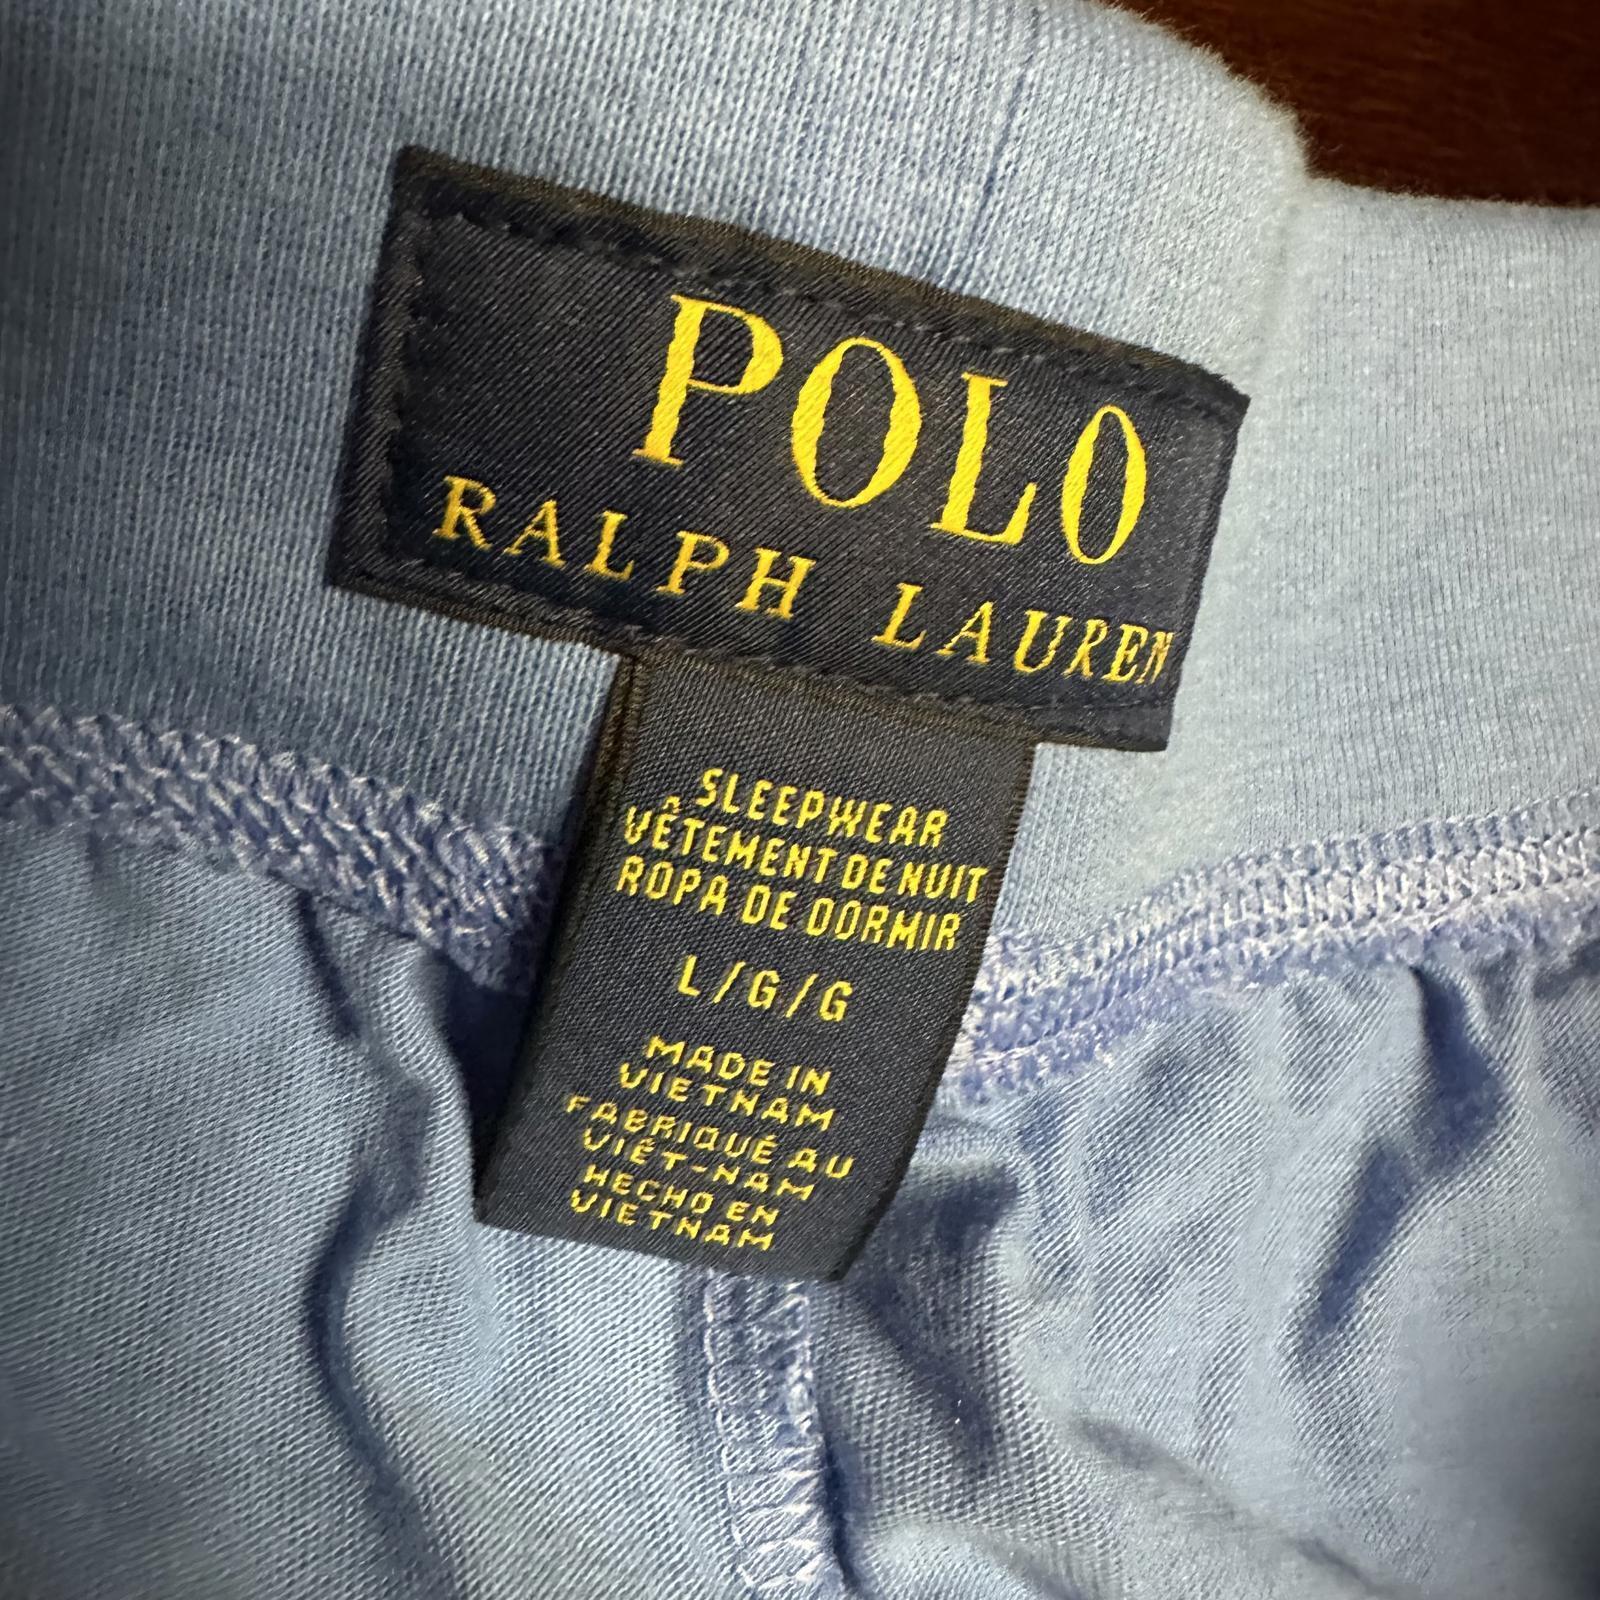 POLO
RALPH LAUREN
SLEEPWEAR
VÊTEMENT DE NUIT
ROPA DE DORMIR
L/G/G
MADE IN
VIETNAM
FABRIQUÉ AU
VIÊT-NAM
HECHO EN
VIETNAM